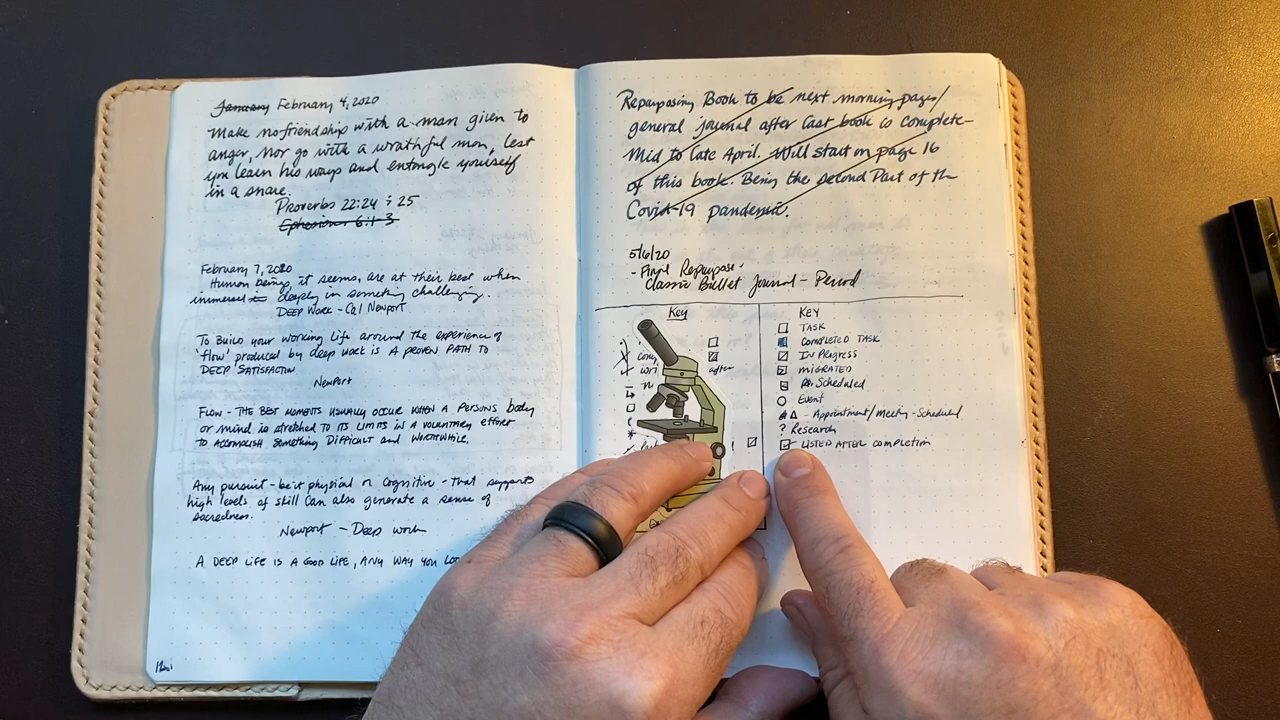 January February 4, 2020
Make no friendship with a man given to
anger, Nor go with a wrathful man, Lest
you learn his ways and entangle yourself
in a snare.
Proverbs 22:24 : 25
Ephesians 6:1-3
February 7, 2020
Human Beings, it seems, are at their best when
immersed deeply in something challenging.
DEEP WORK - Cal Newport
To Build your working Life around the experience of
'flow' produced by deep work is A PROVEN PATH TO
DEEP SATISFACTION
Newport
FLOW - THE BEST MOMENTS USUALLY OCCUR WHEN A PERSONS body
or mind is stretched to its LIMITS IN A VOLUNTARY effort
to Accomplish Something Difficult and WORTHWHILE.
Any pursuit - be it physical or Cognitive - that supports
high levels of skill Can also generate a sense of
sacredness.
Newport - Deep work
A DEEP LIFE IS A GOOD LIFE, ANY WAY YOU
Repurposing Book to be next morning pages/
general journal after last book is complete-
Mid to late April. Will start on page 16
of this book. Being the second Part of the
Covid-19 pandemic.
5/6/20
- Final Repurpose.
Classic Bullet Journal - Period
Key
after
KEY
TASK
COMPLETED TASK
IN PROGRESS
MIGRATED
Scheduled
Event
- Appointment/Meeting - Scheduled
? Research
LISTED AFTER COMPLETION